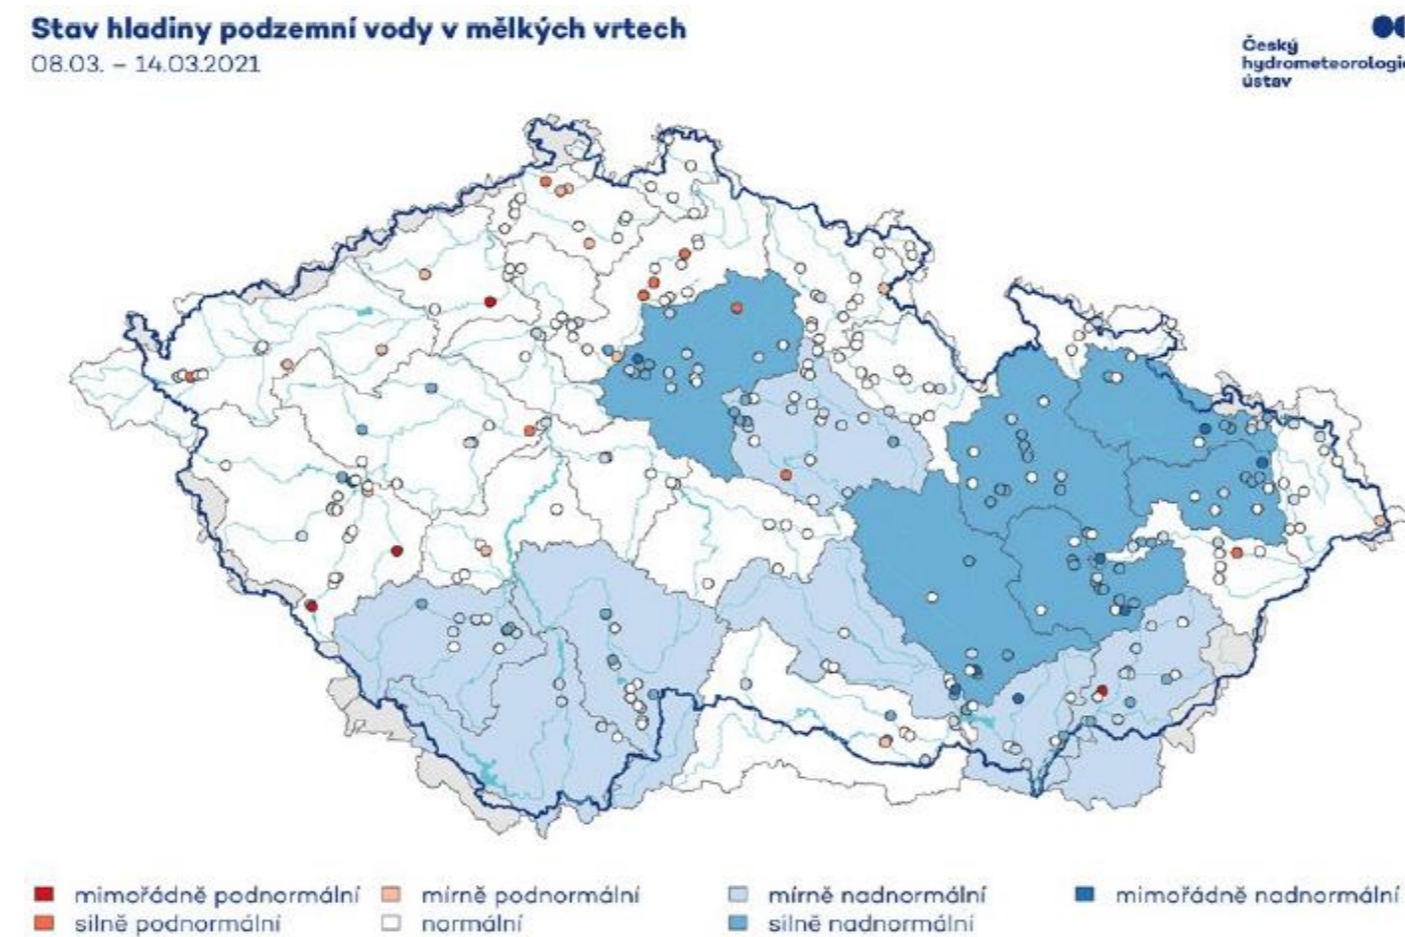 Stav hladiny podzemní vody v mělkých vrtech
08.03. – 14.03.2021
Český
hydrometeorologic
ústav
mimořádně podnormální
mírně podnormální
mírně nadnormální
mimořádně nadnormální
silně podnormální
normální
silně nadnormální